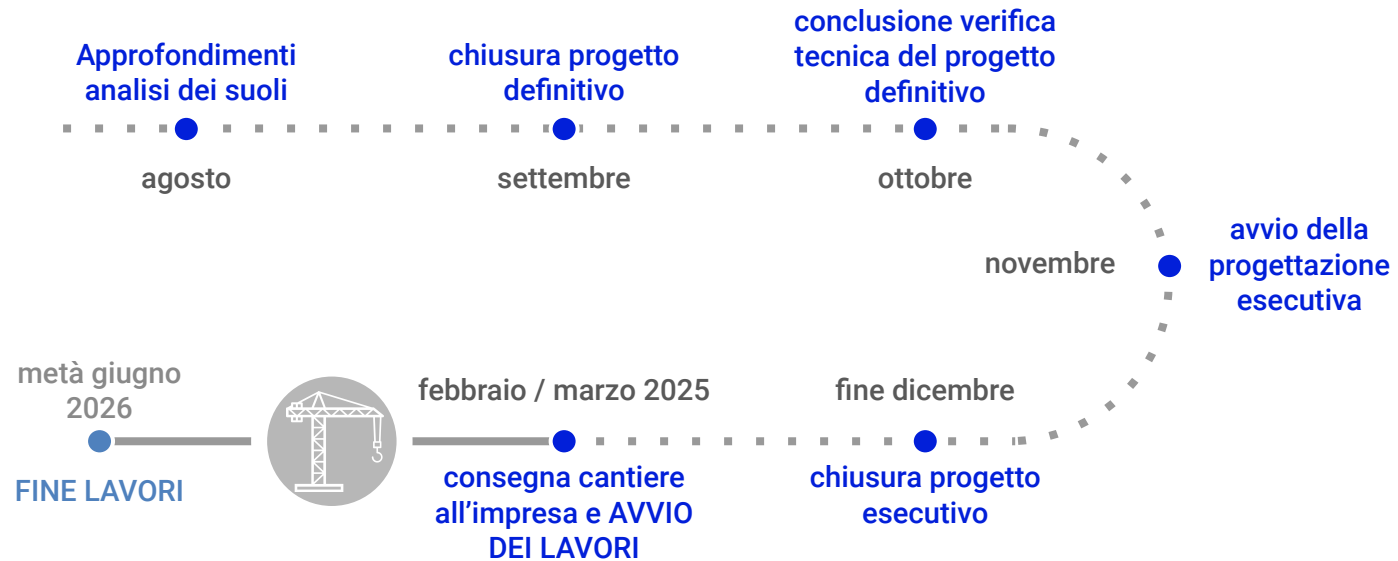 Approfondimenti
analisi dei suoli
agosto
chiusura progetto
definitivo
settembre
conclusione verifica
tecnica del progetto
definitivo
ottobre
novembre
avvio della
progettazione
esecutiva
fine dicembre
chiusura progetto
esecutivo
febbraio / marzo 2025
consegna cantiere
all’impresa e AVVIO
DEI LAVORI
metà giugno
2026
FINE LAVORI